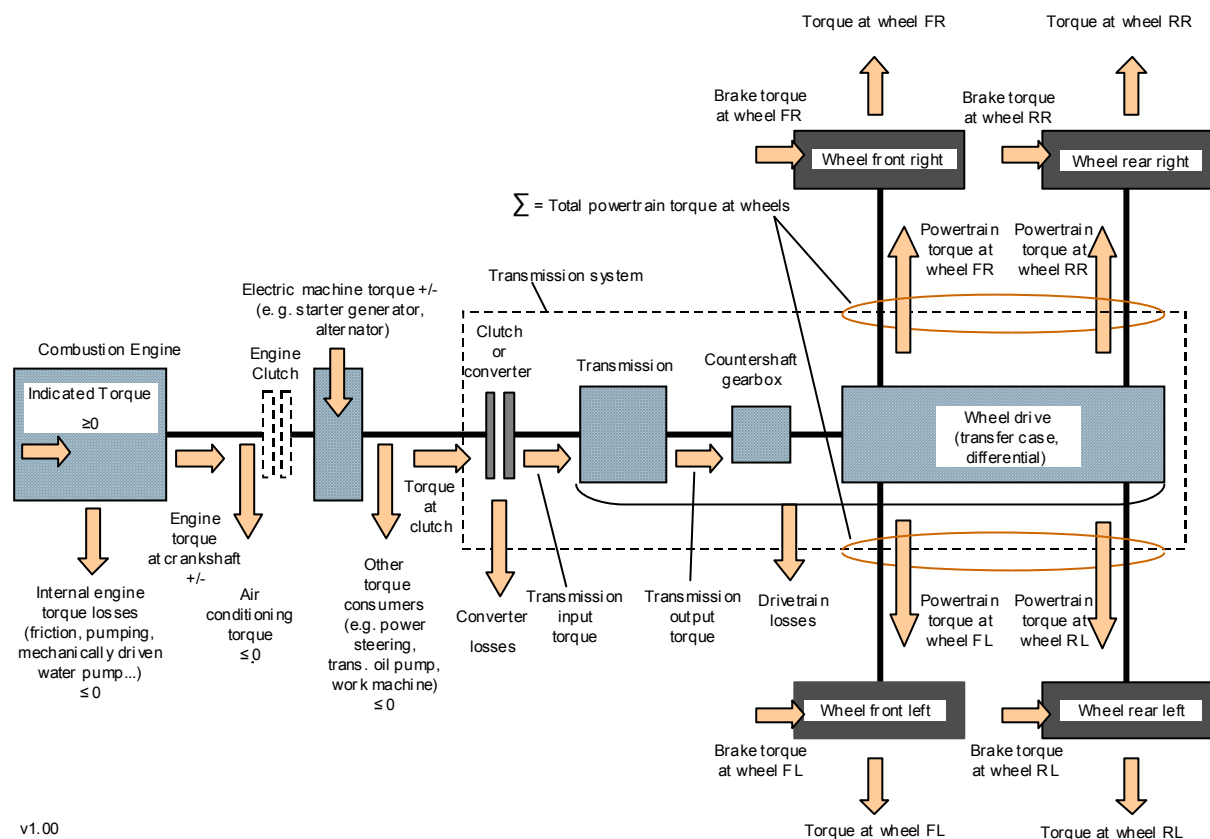 Torque at wheel FR
Torque at wheel RR
Brake torque
at wheel FR
Brake torque
at wheel RR
Wheel front right
Wheel rear right
Σ = Total powertrain torque at wheels
Powertrain
torque at
wheel FR
Powertrain
torque at
wheel RR
Transmission system
Electric machine torque +/-
(e. g. starter generator,
alternator)
Combustion Engine
Engine
Clutch
Clutch
or
converter
Transmission
Countershaft
gearbox
Indicated Torque
≥0
Wheel drive
(transfer case,
differential)
Torque
at
clutch
Engine
torque
at crankshaft
+/-
Internal engine
torque losses
(friction, pumping,
mechanically driven
water pump...)
≤ 0
Air
conditioning
torque
≤ 0
Other
torque
consumers
(e.g. power
steering,
trans. oil pump,
work machine)
≤ 0
Converter
losses
Transmission
input
torque
Transmission
output
torque
Drivetrain
losses
Powertrain
torque at
wheel FL
Powertrain
torque at
wheel RL
Wheel front left
Wheel rear left
Brake torque
at wheel FL
Brake torque
at wheel RL
Torque at wheel FL
Torque at wheel RL
v1.00